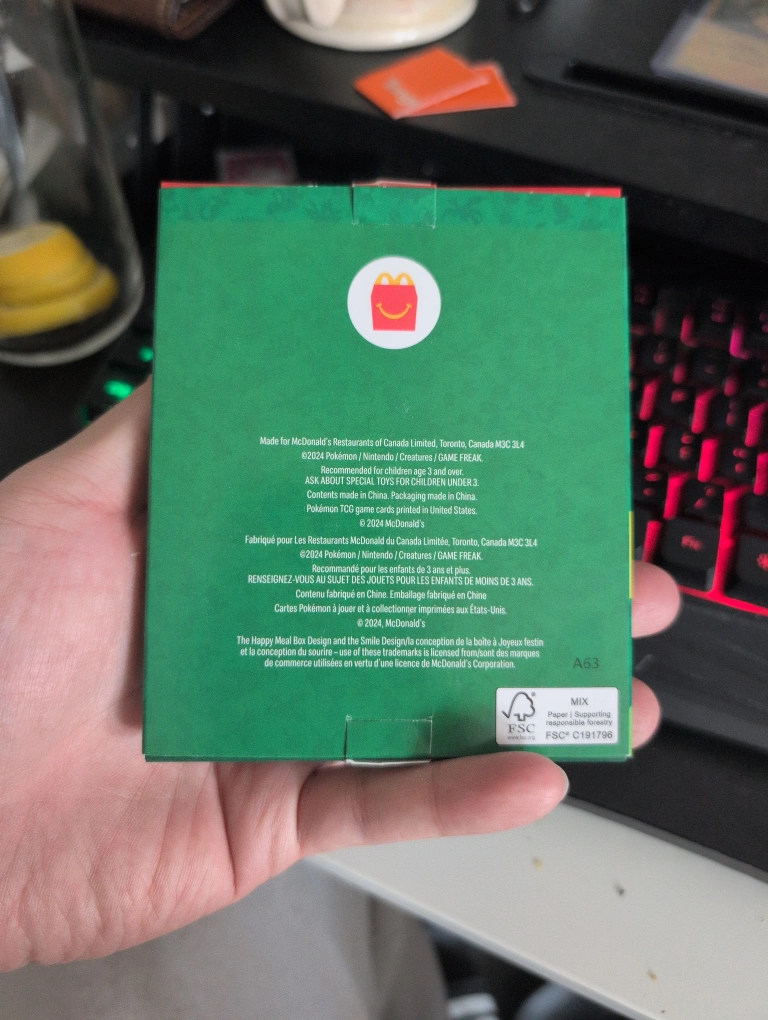 Made for McDonald's Restaurants of Canada Limited, Toronto, Canada M3C 3L4
©2024 Pokémon / Nintendo / Creatures / GAME FREAK.
Recommended for children age 3 and over.
ASK ABOUT SPECIAL TOYS FOR CHILDREN UNDER 3.
Contents made in China. Packaging made in China.
Pokémon TCG game cards printed in United States.
© 2024 McDonald's
Fabriqué pour Les Restaurants McDonald du Canada Limitée, Toronto, Canada M3C 3L4
©2024 Pokémon / Nintendo / Creatures / GAME FREAK.
Recommandé pour les enfants de 3 ans et plus.
RENSEIGNEZ-VOUS AU SUJET DES JOUETS POUR LES ENFANTS DE MOINS DE 3 ANS.
Contenu fabriqué en Chine. Emballage fabriqué en Chine
Cartes Pokémon à jouer et à collectionner imprimées aux États-Unis.
© 2024, McDonald's
The Happy Meal Box Design and the Smile Design/la conception de la boîte à Joyeux festin
et la conception du sourire – use of these trademarks is licensed from/sont des marques
de commerce utilisées en vertu d'une licence de McDonald's Corporation.
A63
FSC
www.fsc.org
MIX
Paper | Supporting
responsible forestry
FSC® C191796